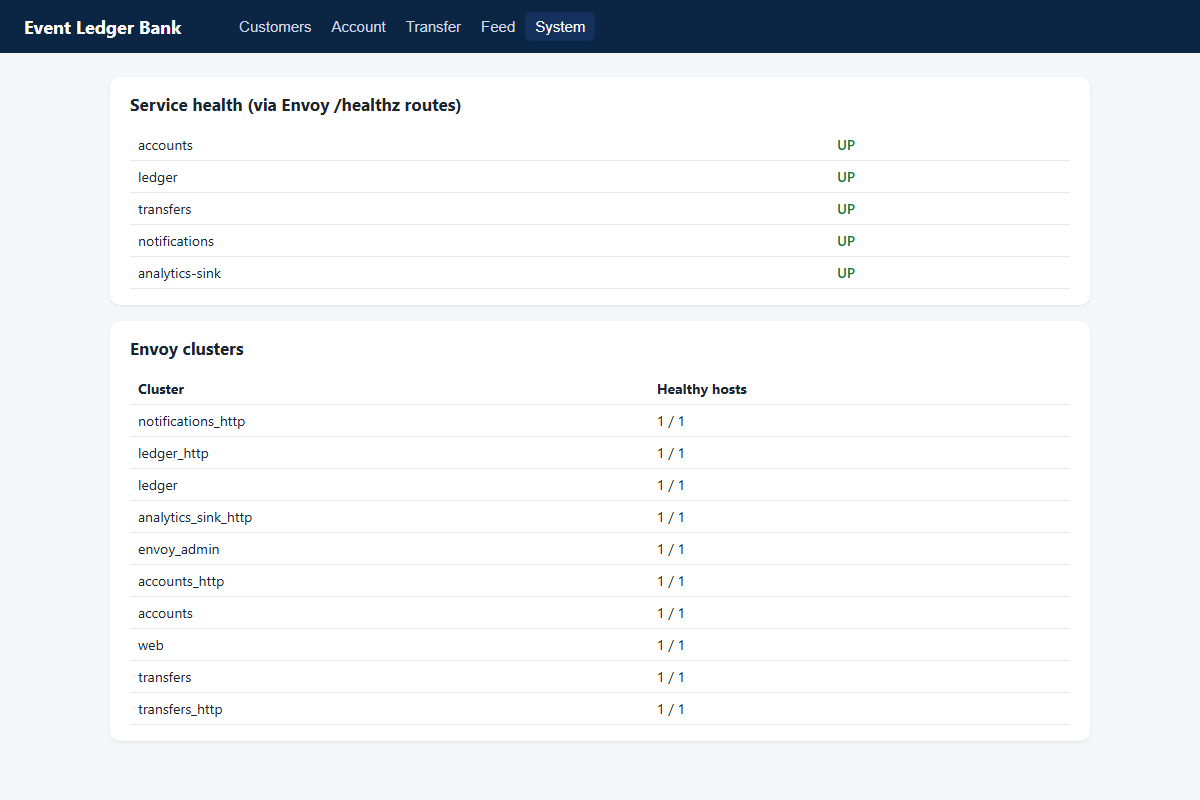 Event Ledger Bank Customers Account Transfer Feed System
Service health (via Envoy /healthz routes)
accounts UP
ledger UP
transfers UP
notifications UP
analytics-sink UP
Envoy clusters
Cluster Healthy hosts
notifications_http 1 / 1
ledger_http 1 / 1
ledger 1 / 1
analytics_sink_http 1 / 1
envoy_admin 1 / 1
accounts_http 1 / 1
accounts 1 / 1
web 1 / 1
transfers 1 / 1
transfers_http 1 / 1